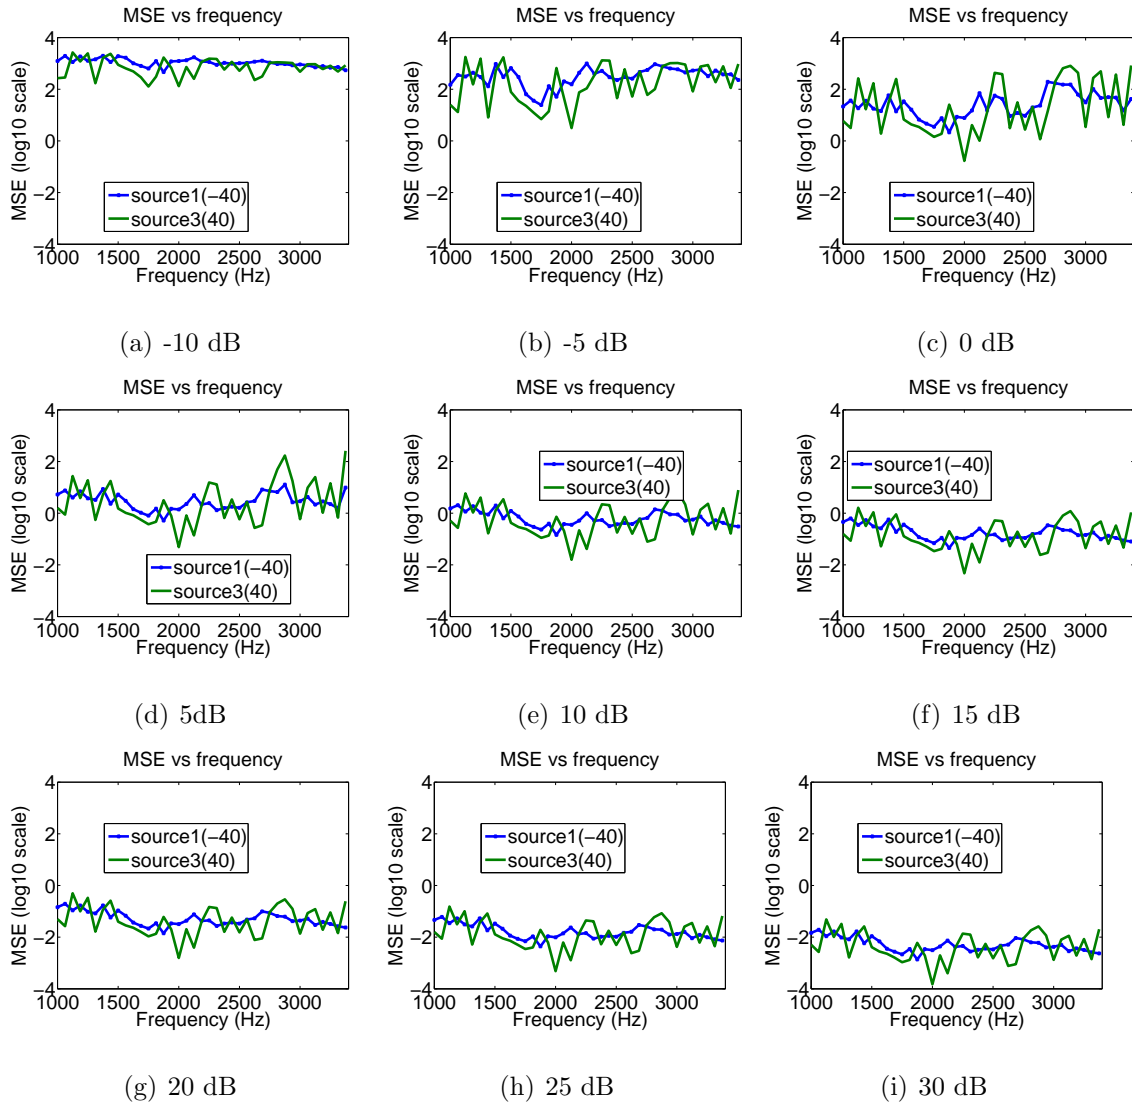 MSE vs frequency
MSE (log10 scale)
4
2
0
−2
−4
source1(−40)
source3(40)
1000 1500 2000 2500 3000
Frequency (Hz)
(a) -10 dB
MSE vs frequency
MSE (log10 scale)
4
2
0
−2
−4
source1(−40)
source3(40)
1000 1500 2000 2500 3000
Frequency (Hz)
(b) -5 dB
MSE vs frequency
MSE (log10 scale)
4
2
0
−2
−4
source1(−40)
source3(40)
1000 1500 2000 2500 3000
Frequency (Hz)
(c) 0 dB
MSE vs frequency
MSE (log10 scale)
4
2
0
−2
−4
source1(−40)
source3(40)
1000 1500 2000 2500 3000
Frequency (Hz)
(d) 5dB
MSE vs frequency
MSE (log10 scale)
4
2
0
−2
−4
source1(−40)
source3(40)
1000 1500 2000 2500 3000
Frequency (Hz)
(e) 10 dB
MSE vs frequency
MSE (log10 scale)
4
2
0
−2
−4
source1(−40)
source3(40)
1000 1500 2000 2500 3000
Frequency (Hz)
(f) 15 dB
MSE vs frequency
MSE (log10 scale)
4
2
0
−2
−4
source1(−40)
source3(40)
1000 1500 2000 2500 3000
Frequency (Hz)
(g) 20 dB
MSE vs frequency
MSE (log10 scale)
4
2
0
−2
−4
source1(−40)
source3(40)
1000 1500 2000 2500 3000
Frequency (Hz)
(h) 25 dB
MSE vs frequency
MSE (log10 scale)
4
2
0
−2
−4
source1(−40)
source3(40)
1000 1500 2000 2500 3000
Frequency (Hz)
(i) 30 dB